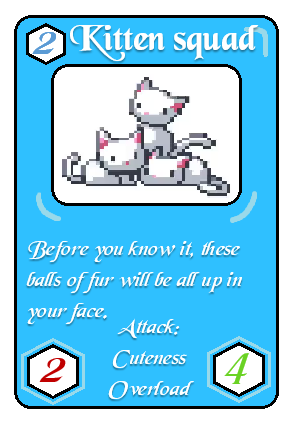 2 Kitten squad
Before you know it, these
balls of fur will be all up in
your face.
Attack:
Cuteness
Overload
2
4